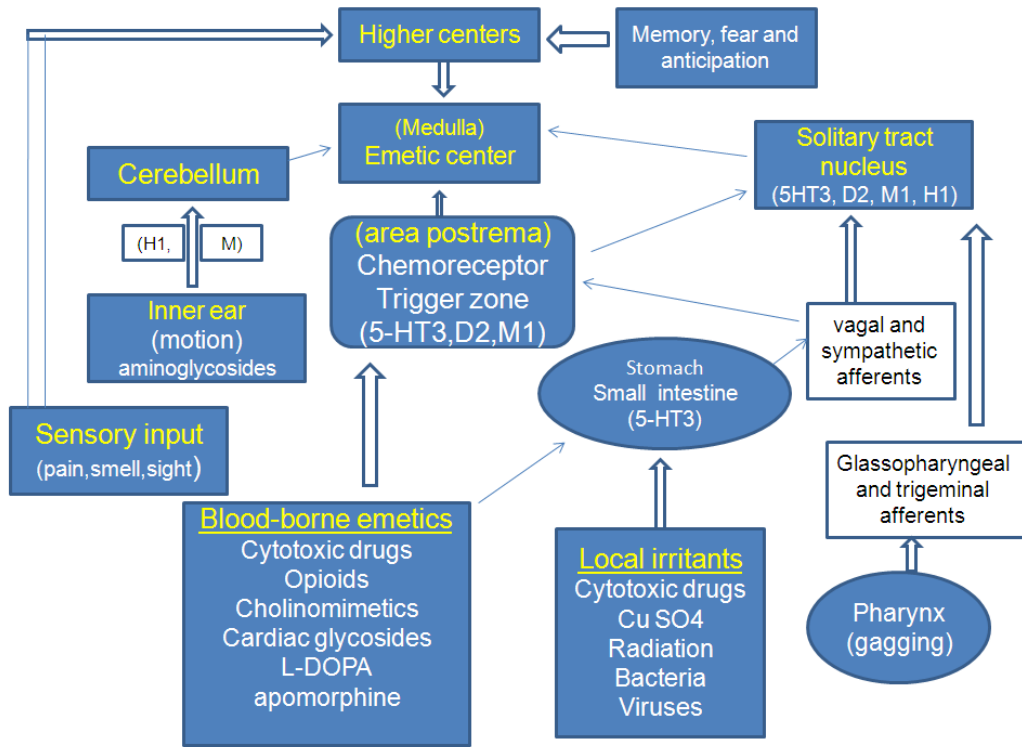 Higher centers
Memory, fear and
anticipation
(Medulla)
Emetic center
Solitary tract
nucleus
(5HT3, D2, M1, H1)
Cerebellum
(H1,
M)
(area postrema)
Chemoreceptor
Trigger zone
(5-HT3,D2,M1)
Inner ear
(motion)
aminoglycosides
vagal and
sympathetic
afferents
Stomach
Small intestine
(5-HT3)
Sensory input
(pain,smell,sight)
Glassopharyngeal
and trigeminal
afferents
Blood-borne emetics
Cytotoxic drugs
Opioids
Cholinomimetics
Cardiac glycosides
L-DOPA
apomorphine
Local irritants
Cytotoxic drugs
Cu SO4
Radiation
Bacteria
Viruses
Pharynx
(gagging)